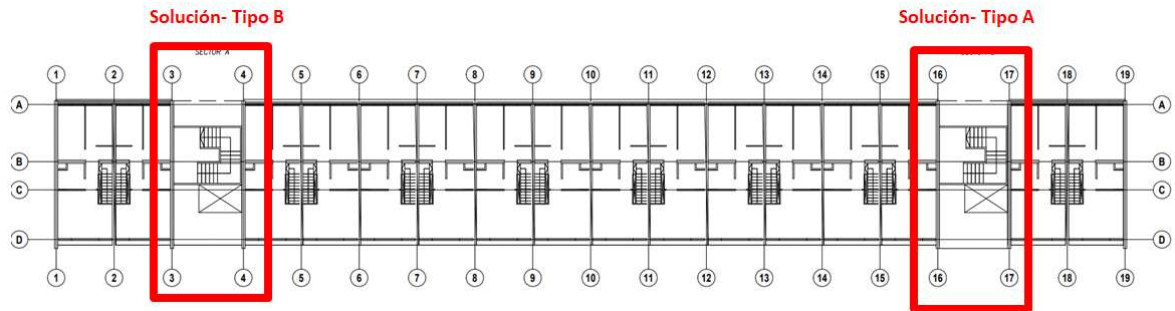 Solución- Tipo B Solución- Tipo A
SECTOR A
1 2 3 4 5 6 7 8 9 10 11 12 13 14 15 16 17 18 19
A A
B B
C C
D D
1 2 3 4 5 6 7 8 9 10 11 12 13 14 15 16 17 18 19